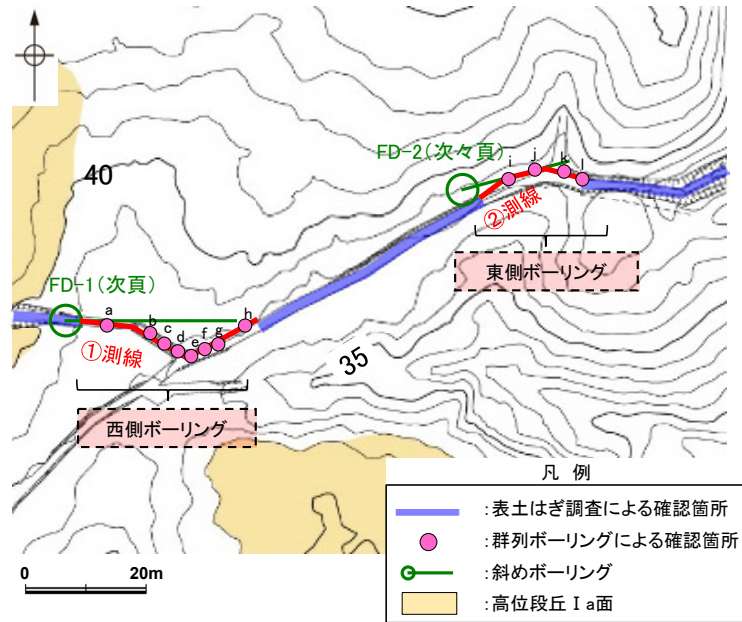 40
FD-2(次々頁)
i
j
k
l
②測線
東側ボーリング
FD-1(次頁)
a
b
c
d
e
f
g
h
①測線
35
西側ボーリング
凡 例
:表土はぎ調査による確認箇所
:群列ボーリングによる確認箇所
:斜めボーリング
:高位段丘Ⅰa面
0 20m